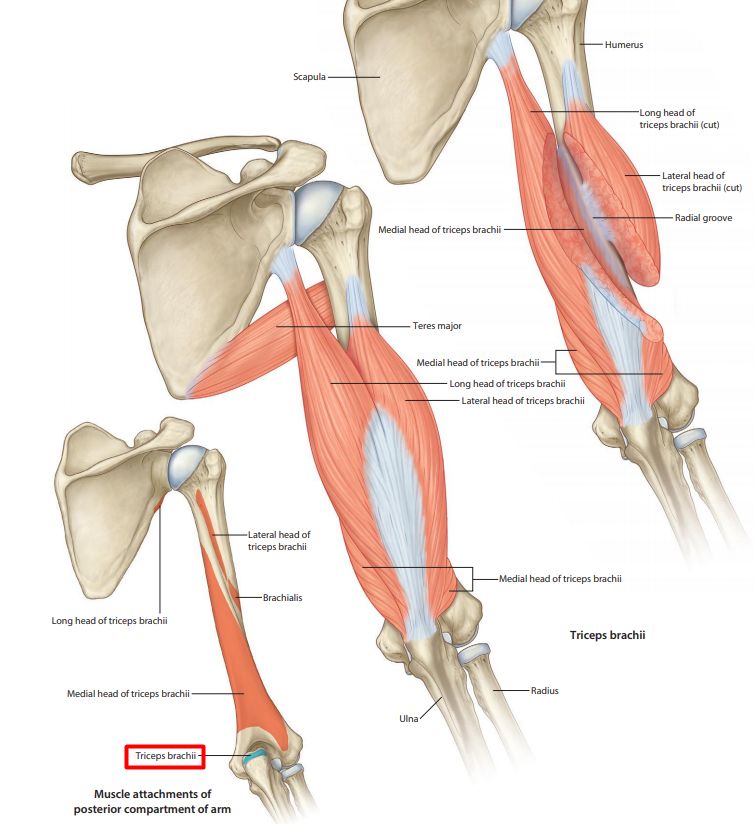 Humerus
Scapula
Long head of
triceps brachii (cut)
Lateral head of
triceps brachii (cut)
Radial groove
Medial head of triceps brachii
Teres major
Medial head of triceps brachii
Long head of triceps brachii
Lateral head of triceps brachii
Lateral head of
triceps brachii
Medial head of triceps brachii
Brachialis
Long head of triceps brachii
Triceps brachii
Medial head of triceps brachii
Radius
Ulna
Triceps brachii
Muscle attachments of
posterior compartment of arm